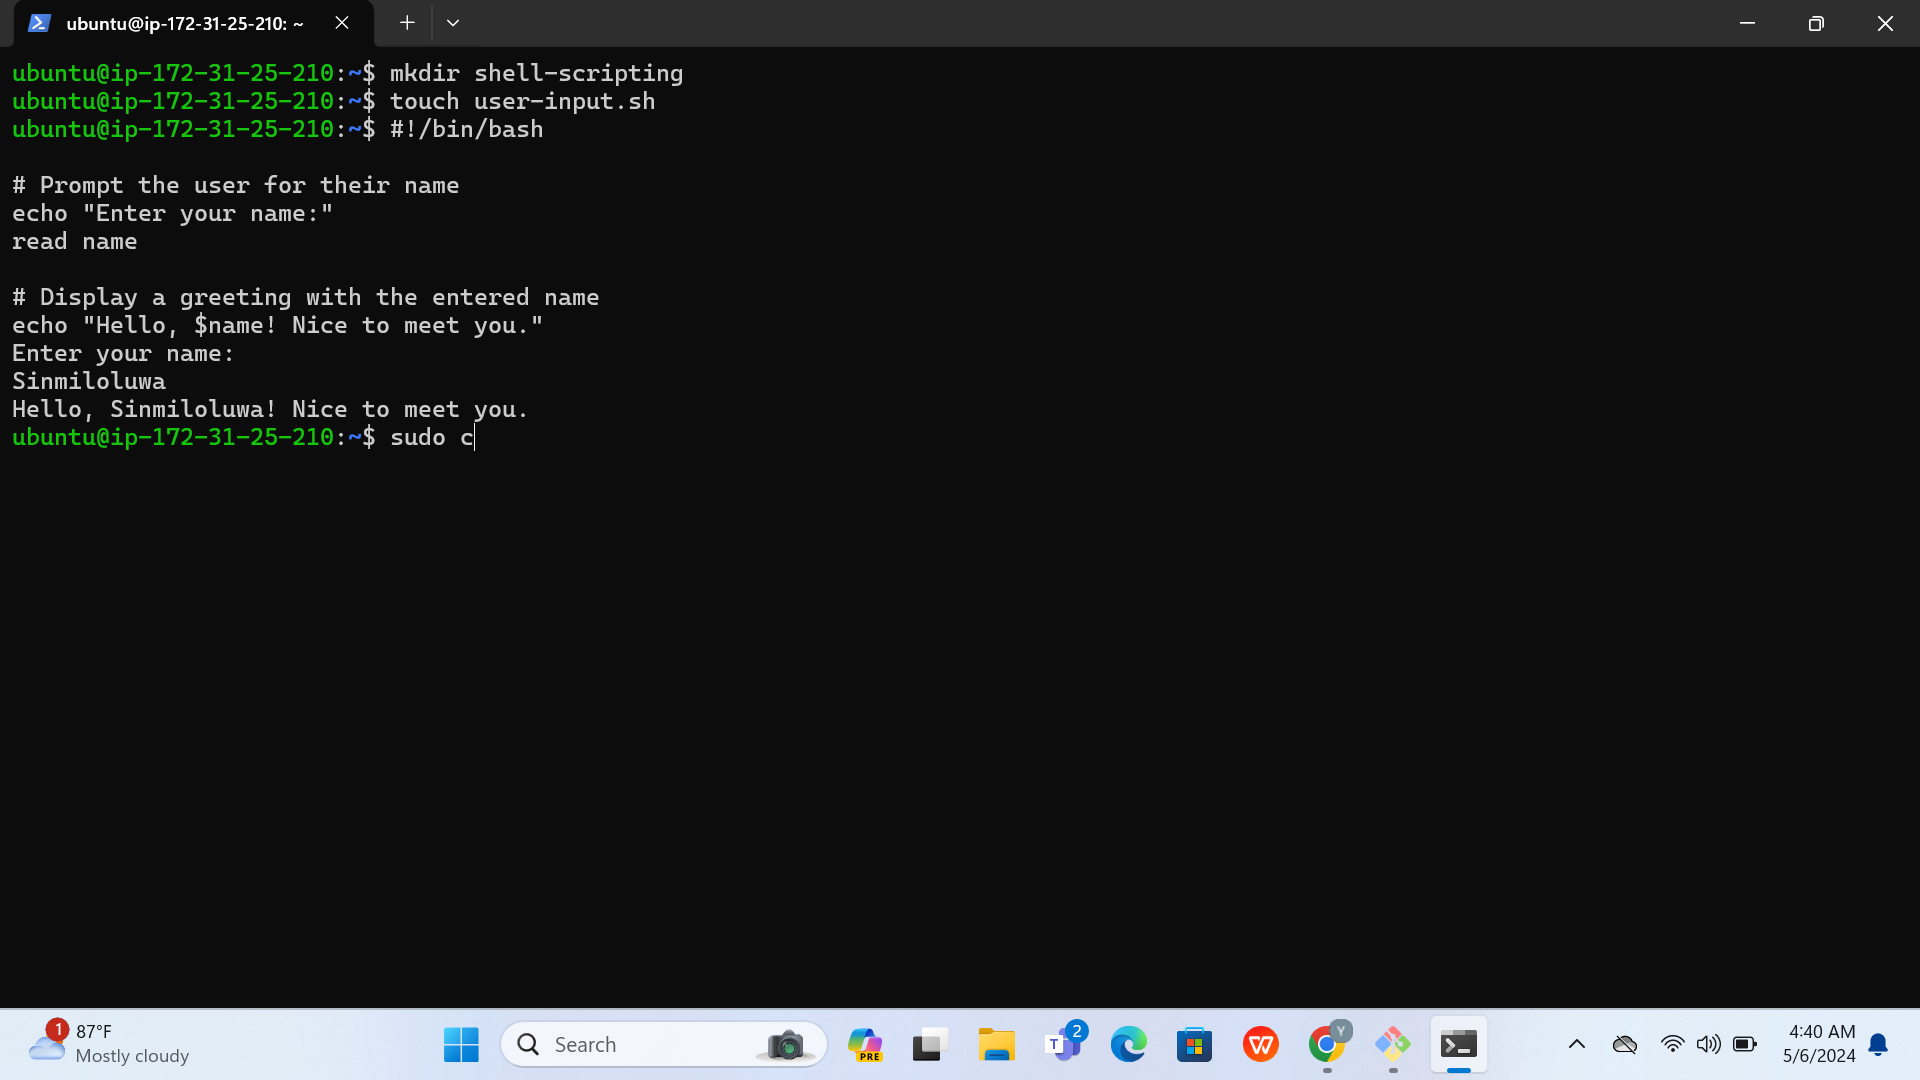 ubuntu@ip-172-31-25-210: ~
ubuntu@ip-172-31-25-210:~$ mkdir shell-scripting
ubuntu@ip-172-31-25-210:~$ touch user-input.sh
ubuntu@ip-172-31-25-210:~$ #!/bin/bash
# Prompt the user for their name
echo "Enter your name:"
read name
# Display a greeting with the entered name
echo "Hello, $name! Nice to meet you."
Enter your name:
Sinmiloluwa
Hello, Sinmiloluwa! Nice to meet you.
ubuntu@ip-172-31-25-210:~$ sudo c
1
87°F
Mostly cloudy
Search
PRE
T
2
W
Y
4:40 AM
5/6/2024